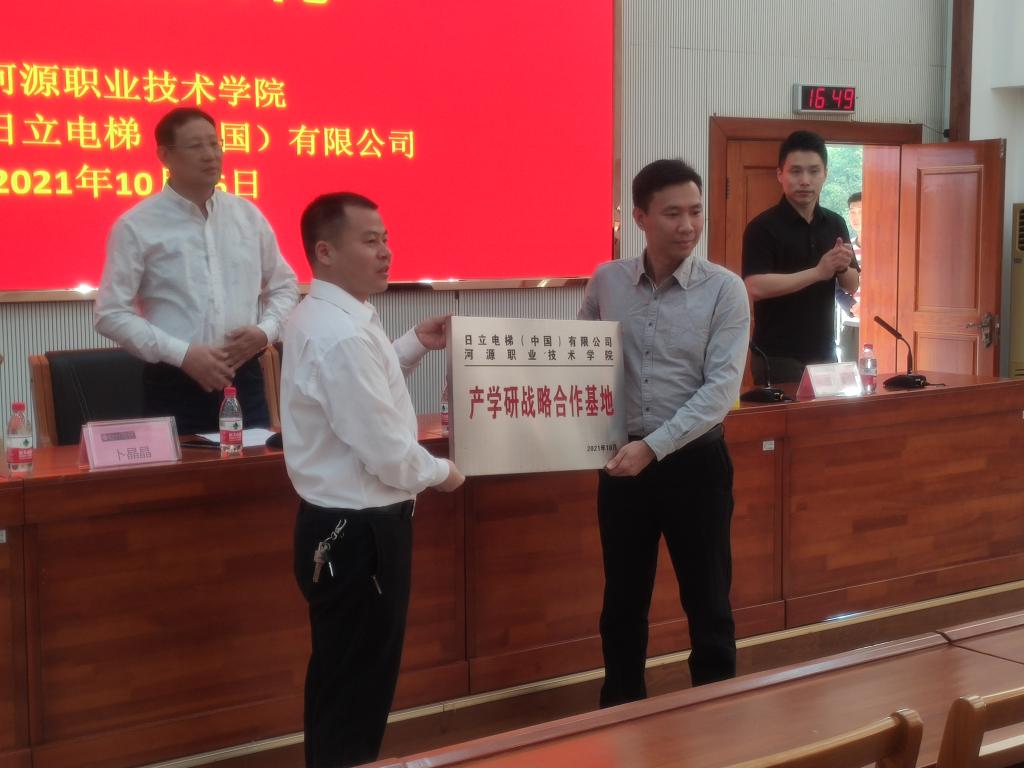 河源职业技术学院
日立电梯（ 国）有限公司
2021年10月 6日
16 49
日立电梯（中国）有限公司
河源职业技术学院
产学研战略合作基地
2021年10月
卜晶晶